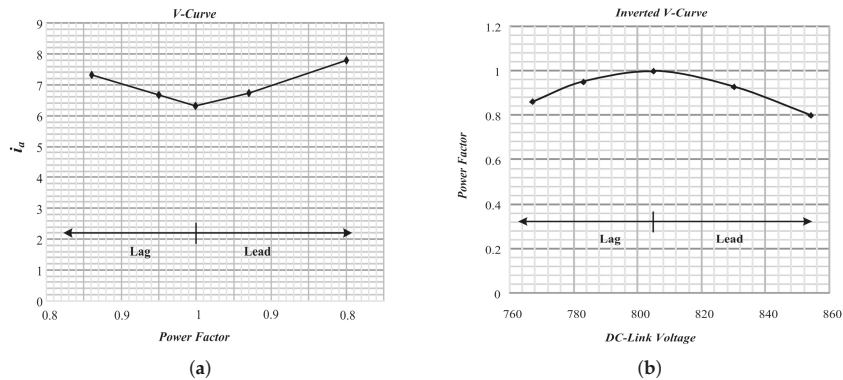 V-Curve
9
8
7
6
5
4
3
2
1
0
i_a
Lag
Lead
0.8
0.9
1
0.9
0.8
Power Factor
(a)
Inverted V-Curve
1.2
1
0.8
0.6
0.4
0.2
0
Power Factor
Lag
Lead
760
780
800
820
840
860
DC-Link Voltage
(b)